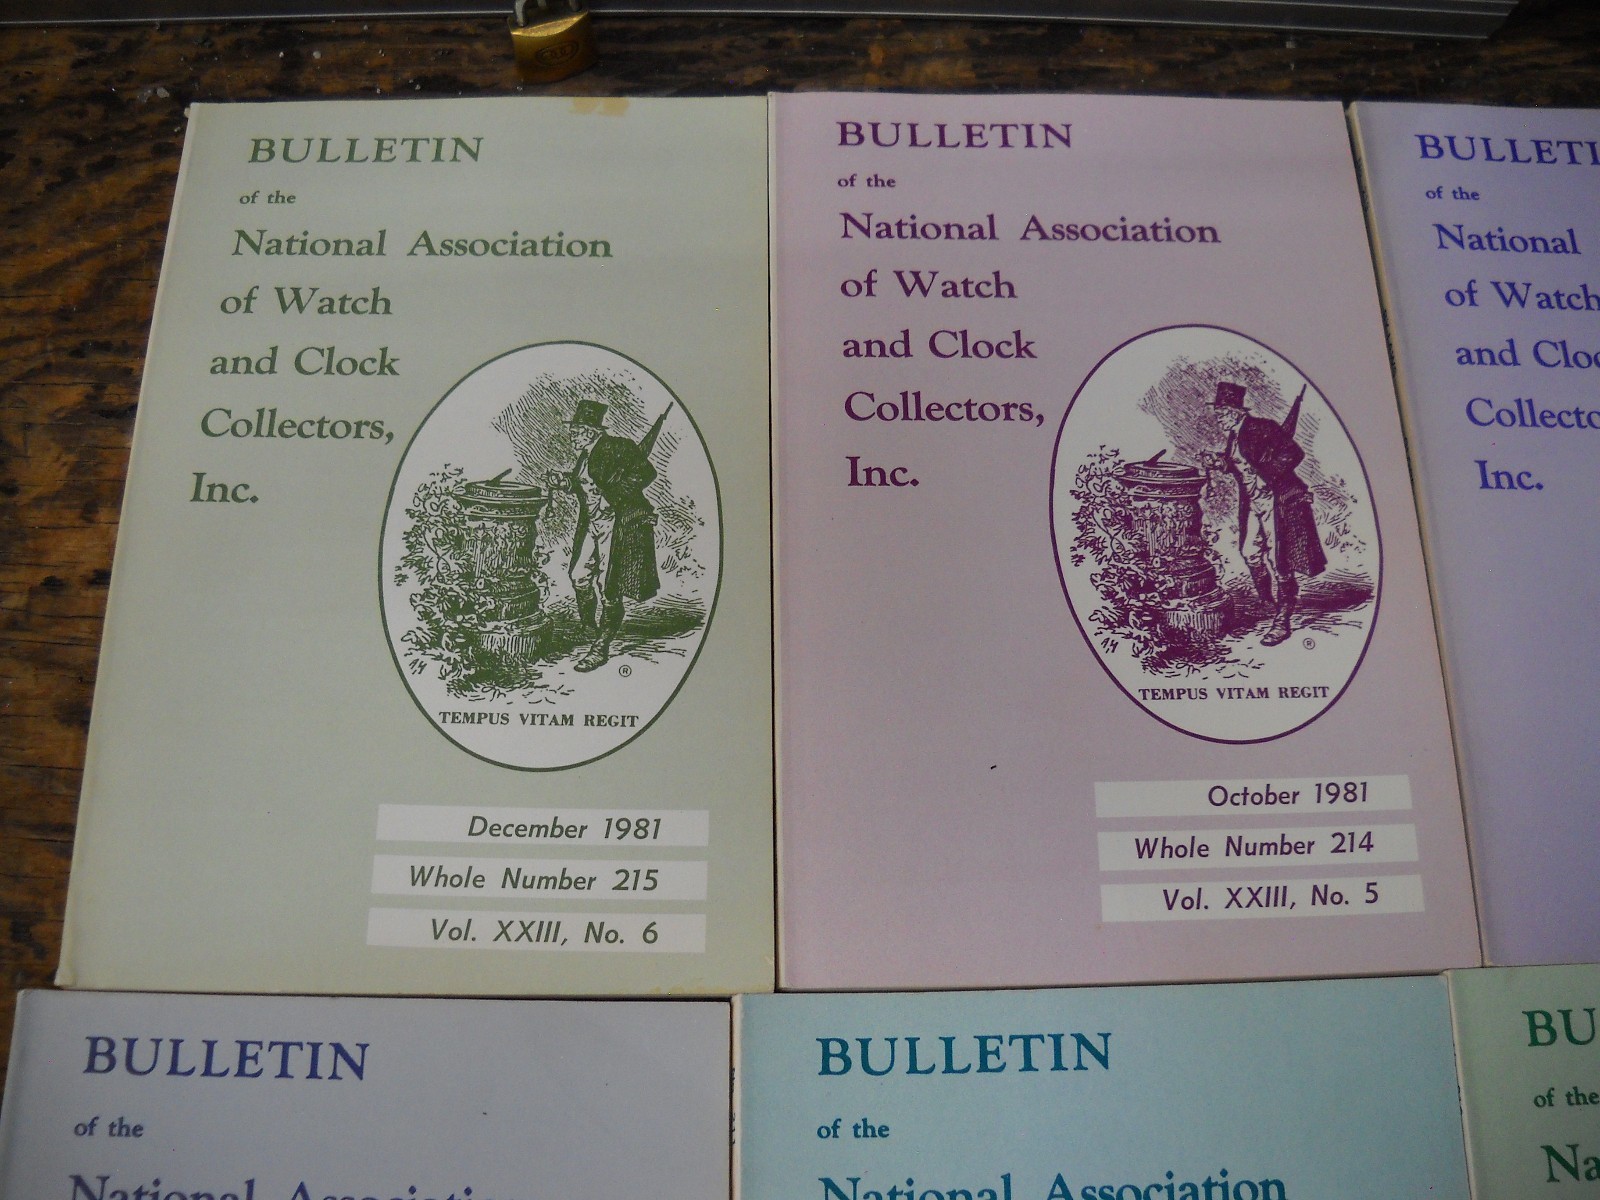 BULLETIN
of the
National Association
of Watch
and Clock
Collectors,
Inc.
TEMPUS VITAM REGIT
December 1981
Whole Number 215
Vol. XXIII, No. 6
BULLETIN
of the
National Association
of Watch
and Clock
Collectors,
Inc.
TEMPUS VITAM REGIT
October 1981
Whole Number 214
Vol. XXIII, No. 5
BULLETI
of the
National
of Watch
and Cloc
Collecto
Inc.
BULLETIN
of the
National Associati
BULLETIN
of the
National Association
BU
of the
Na